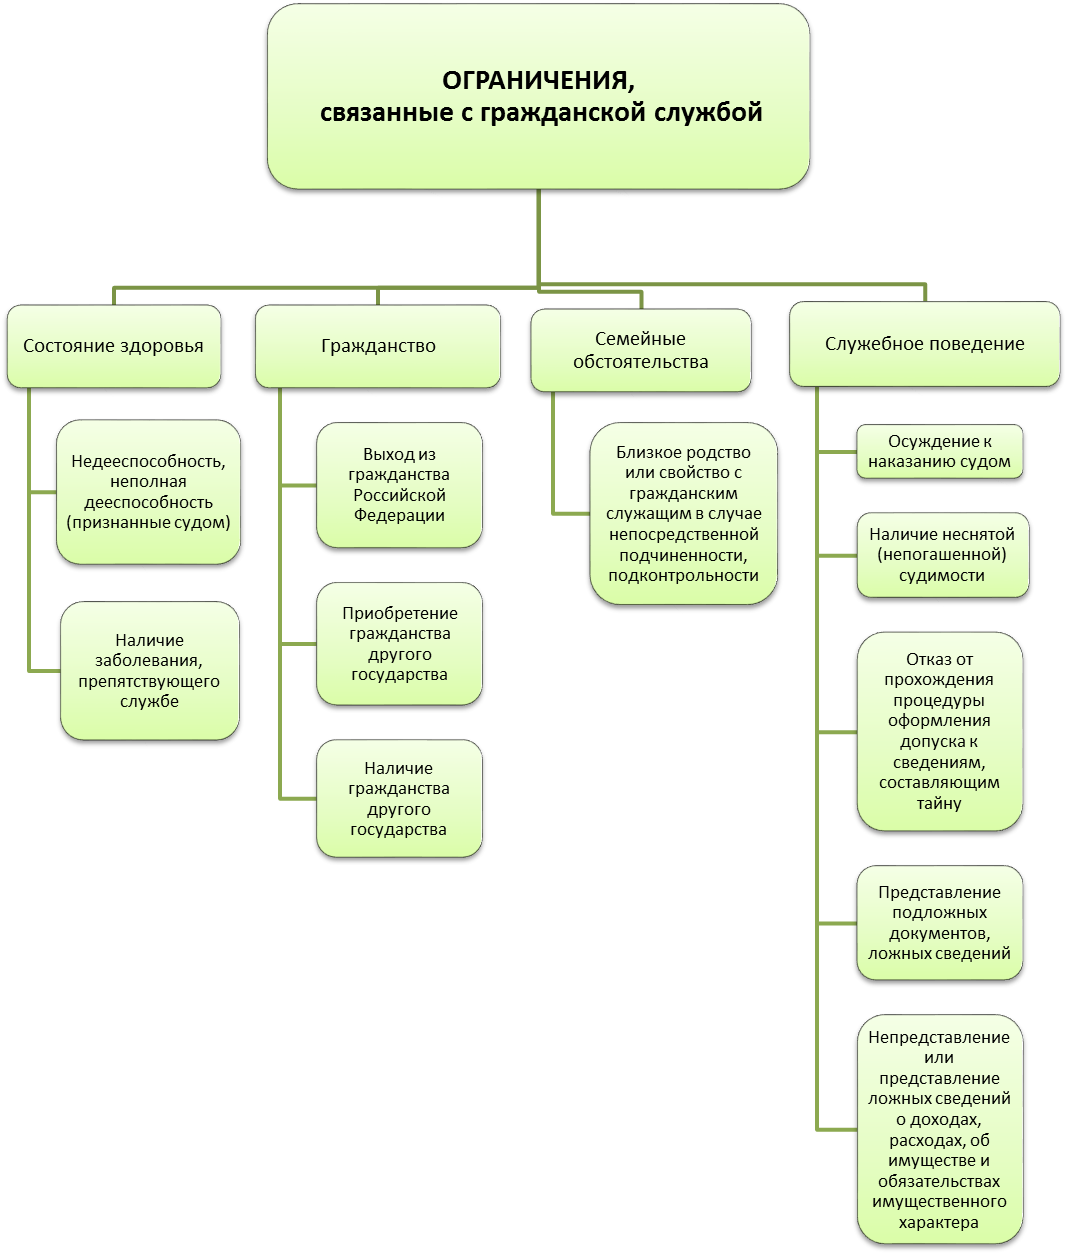 ОГРАНИЧЕНИЯ,
связанные с гражданской службой
Состояние здоровья
Недееспособность,
неполная
дееспособность
(признанные судом)
Наличие
заболевания,
препятствующего
службе
Гражданство
Выход из
гражданства
Российской
Федерации
Приобретение
гражданства
другого
государства
Наличие
гражданства
другого
государства
Семейные
обстоятельства
Близкое родство
или свойство с
гражданским
служащим в случае
непосредственной
подчиненности,
подконтрольности
Служебное поведение
Осуждение к
наказанию судом
Наличие неснятой
(непогашенной)
судимости
Отказ от
прохождения
процедуры
оформления
допуска к
сведениям,
составляющим
тайну
Представление
подложных
документов,
ложных сведений
Непредставление
или
представление
ложных сведений
о доходах,
расходах, об
имуществе и
обязательствах
имущественного
характера